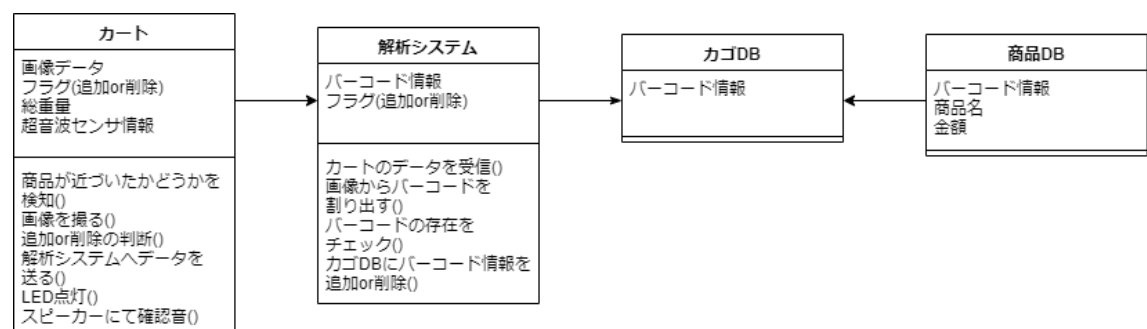 カート
画像データ
フラグ(追加or削除)
総重量
超音波センサ情報
商品が近づいたかどうかを
検知()
画像を撮る()
追加or削除の判断()
解析システムへデータを
送る()
LED点灯()
スピーカーにて確認音()
解析システム
バーコード情報
フラグ(追加or削除)
カートのデータを受信()
画像からバーコードを
割り出す()
バーコードの存在を
チェック()
カゴDBにバーコード情報を
追加or削除()
カゴDB
バーコード情報
商品DB
バーコード情報
商品名
金額